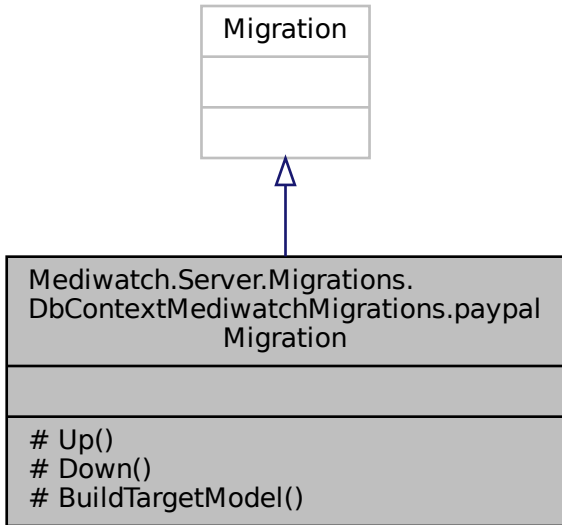 Migration
Mediwatch.Server.Migrations.
DbContextMediwatchMigrations.paypal
Migration
# Up()
# Down()
# BuildTargetModel()